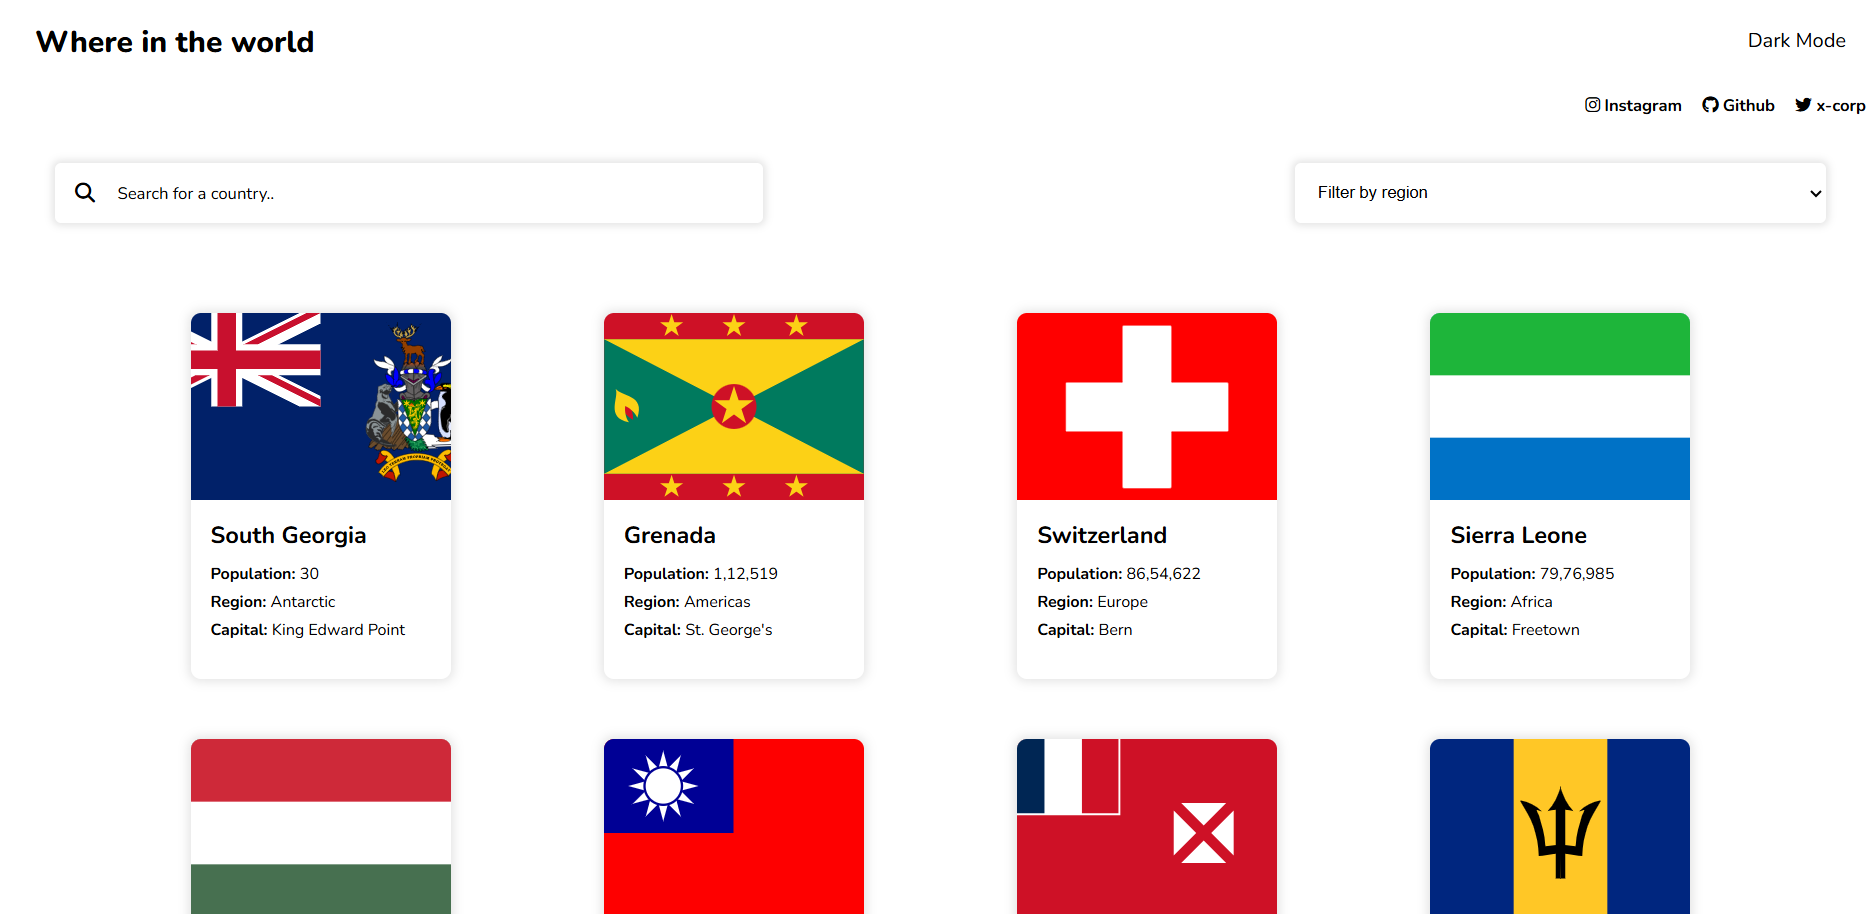 Where in the world
Dark Mode
Instagram Github x-corp
Search for a country..
Filter by region
South Georgia
Population: 30
Region: Antarctic
Capital: King Edward Point
Grenada
Population: 1,12,519
Region: Americas
Capital: St. George's
Switzerland
Population: 86,54,622
Region: Europe
Capital: Bern
Sierra Leone
Population: 79,76,985
Region: Africa
Capital: Freetown